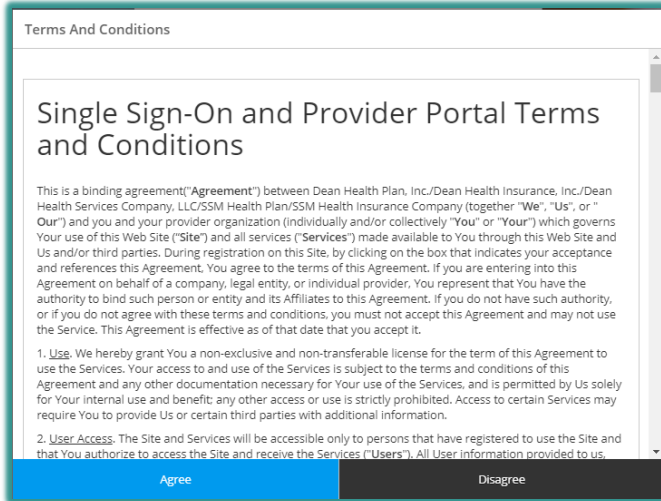 Terms And Conditions
Single Sign-On and Provider Portal Terms
and Conditions
This is a binding agreement("Agreement") between Dean Health Plan, Inc./Dean Health Insurance, Inc./Dean
Health Services Company, LLC/SSM Health Plan/SSM Health Insurance Company (together "We", "Us", or "
Our") and you and your provider organization (individually and/or collectively "You" or "Your") which governs
Your use of this Web Site ("Site") and all services ("Services") made available to You through this Web Site and
Us and/or third parties. During registration on this Site, by clicking on the box that indicates your acceptance
and references this Agreement, You agree to the terms of this Agreement. If you are entering into this
Agreement on behalf of a company, legal entity, or individual provider, You represent that You have the
authority to bind such person or entity and its Affiliates to this Agreement. If you do not have such authority,
or if you do not agree with these terms and conditions, you must not accept this Agreement and may not use
the Service. This Agreement is effective as of that date that you accept it.
1. Use. We hereby grant You a non-exclusive and non-transferable license for the term of this Agreement to
use the Services. Your access to and use of the Services is subject to the terms and conditions of this
Agreement and any other documentation necessary for Your use of the Services, and is permitted by Us solely
for Your internal use and benefit; any other access or use is strictly prohibited. Access to certain Services may
require You to provide Us or certain third parties with additional information.
2. User Access. The Site and Services will be accessible only to persons that have registered to use the Site and
that You authorize to access the Site and receive the Services ("Users"). All User information provided to us,
Agree
Disagree